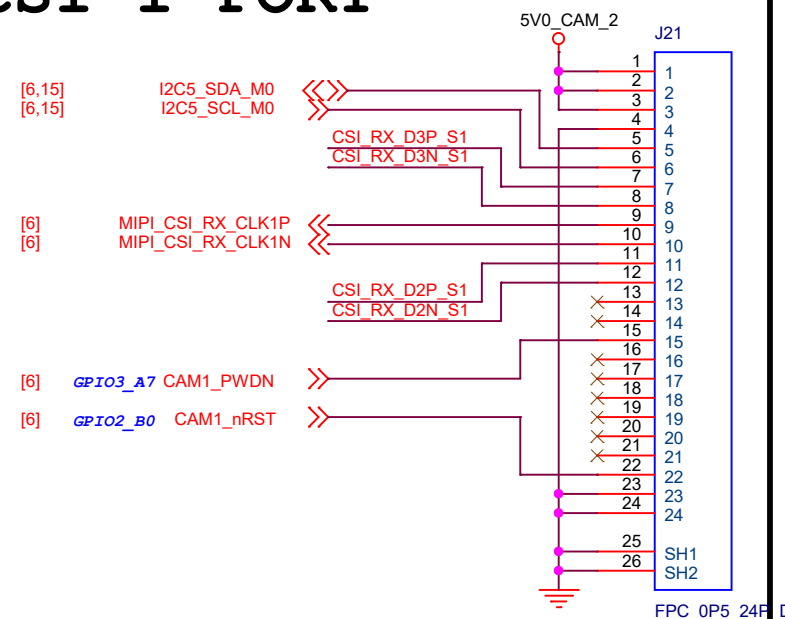 CSI 1 PORT
5V0_CAM_2
J21
1 1
2 2
3 3
4 4
[6,15] I2C5_SDA_M0 5 5
[6,15] I2C5_SCL_M0 6 6
CSI_RX_D3P_S1 7 7
CSI_RX_D3N_S1 8 8
[6] MIPI_CSI_RX_CLK1P 9 9
[6] MIPI_CSI_RX_CLK1N 10 10
11 11
12 12
CSI_RX_D2P_S1 13 13
CSI_RX_D2N_S1 14 14
15 15
16 16
[6] GPIO3_A7 CAM1_PWDN 17 17
18 18
[6] GPIO2_B0 CAM1_nRST 19 19
20 20
21 21
22 22
23 23
24 24
25 SH1
26 SH2
FPC 0P5 24P